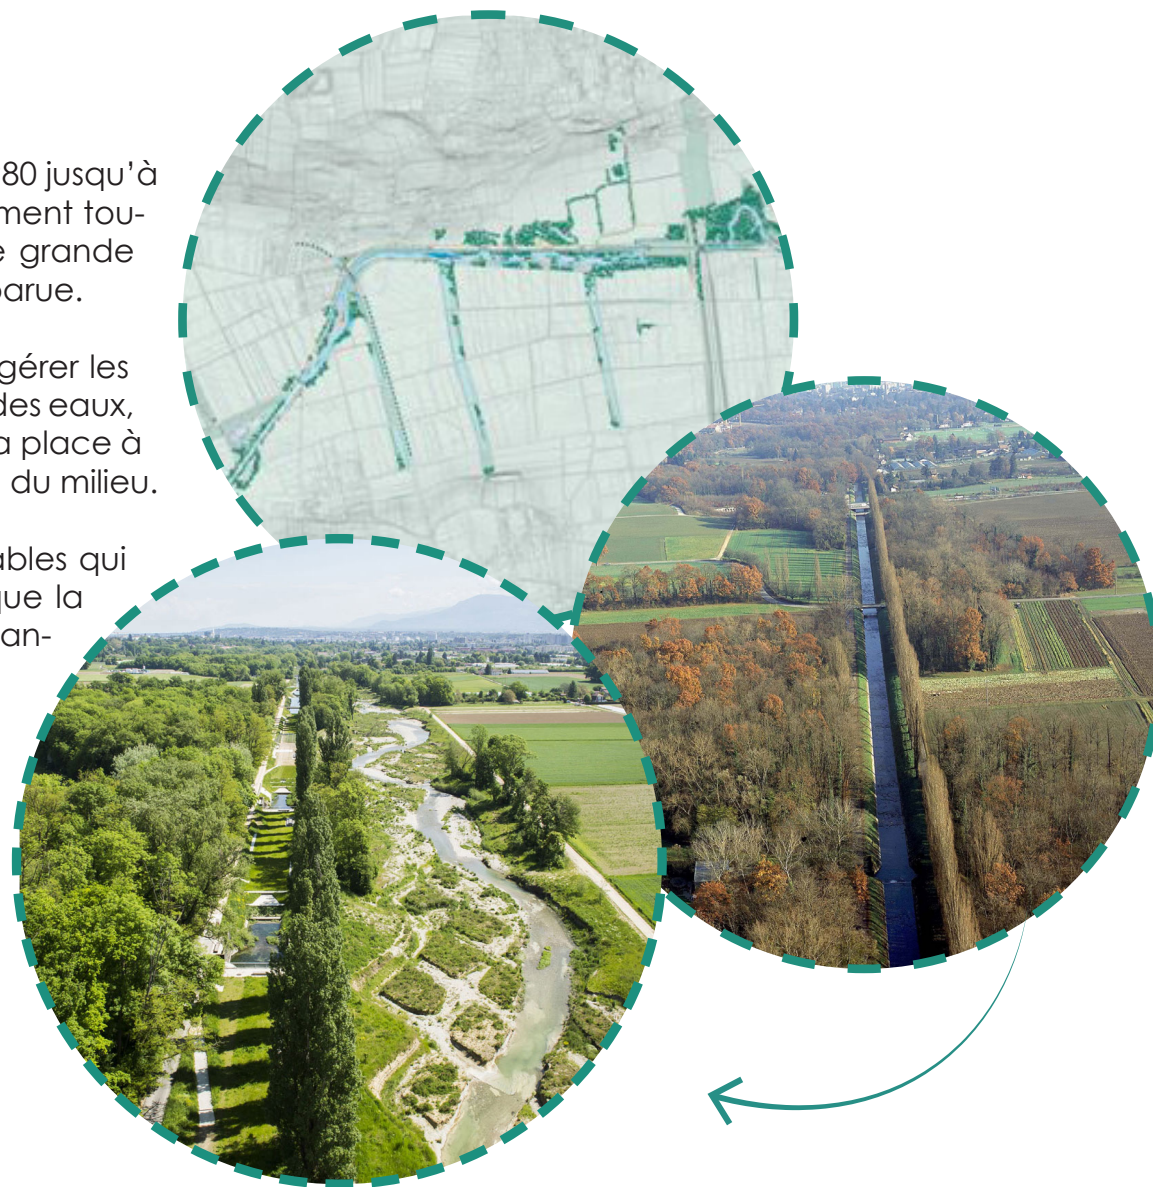 80 jusqu’à
ment tou-
e grande
parue.
gérer les
des eaux,
a place à
du milieu.
ables qui
que la
an-